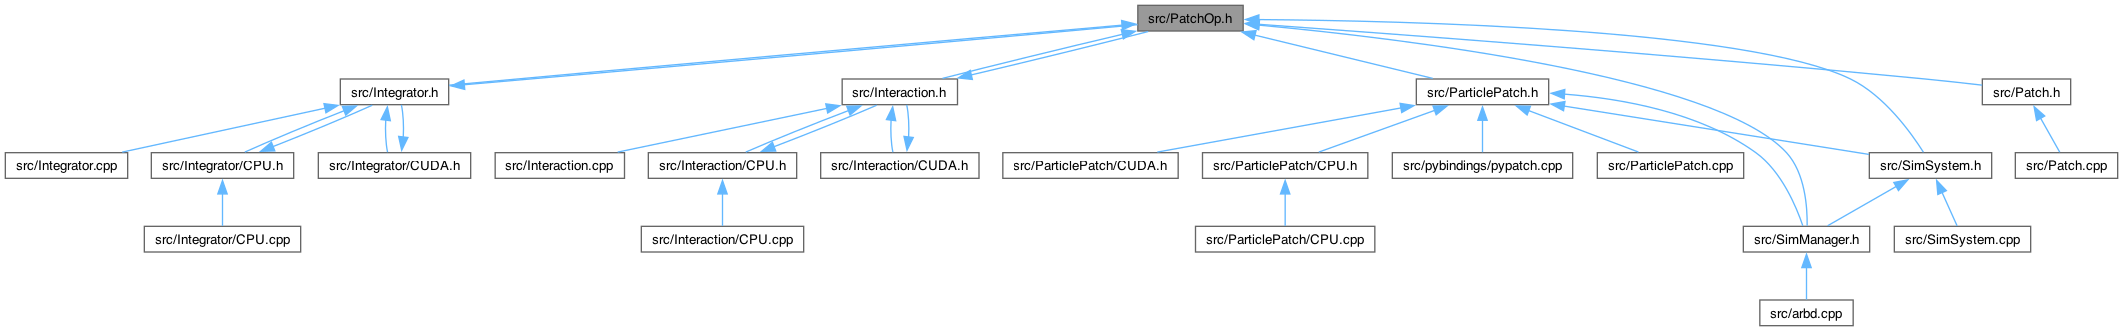 src/PatchOp.h
src/Integrator.h
src/Interaction.h
src/ParticlePatch.h
src/Patch.h
src/Integrator.cpp
src/Integrator/CPU.h
src/Integrator/CUDA.h
src/Interaction.cpp
src/Interaction/CPU.h
src/Interaction/CUDA.h
src/ParticlePatch/CUDA.h
src/ParticlePatch/CPU.h
src/pybindings/pypatch.cpp
src/ParticlePatch.cpp
src/SimSystem.h
src/Patch.cpp
src/Integrator/CPU.cpp
src/Interaction/CPU.cpp
src/ParticlePatch/CPU.cpp
src/SimManager.h
src/SimSystem.cpp
src/arbd.cpp